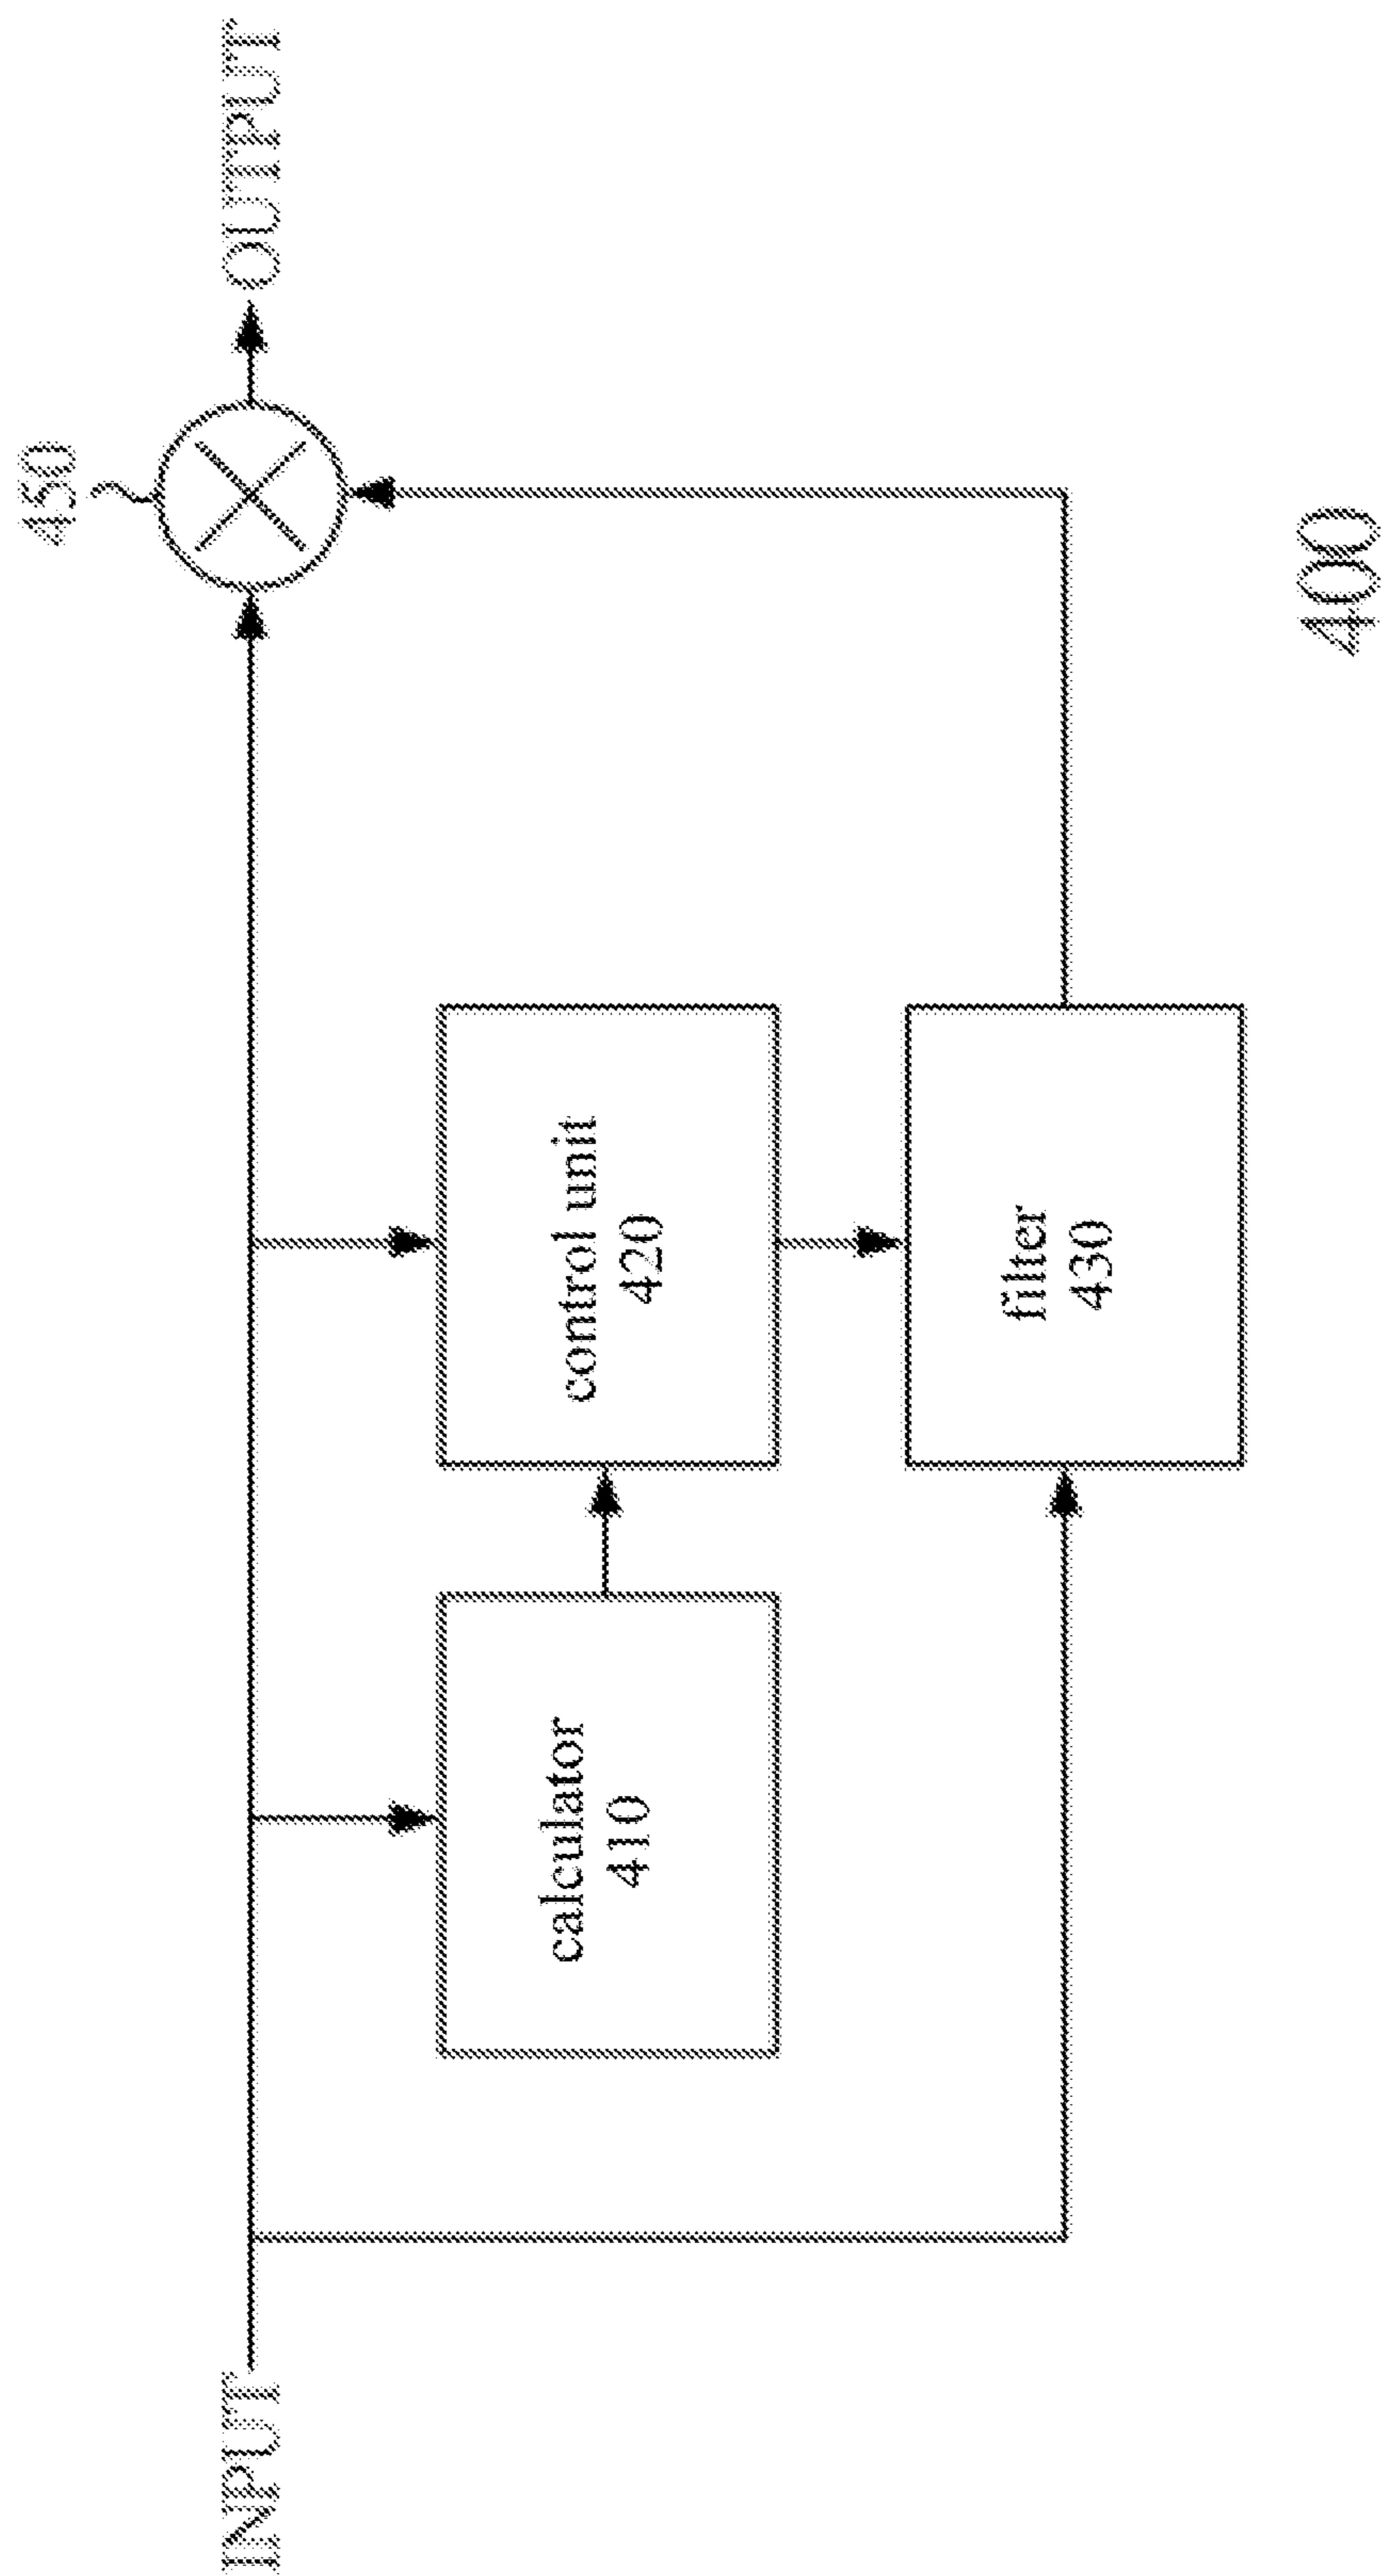 450
INPUT
OUTPUT
calculator
410
control unit
420
filter
430
400